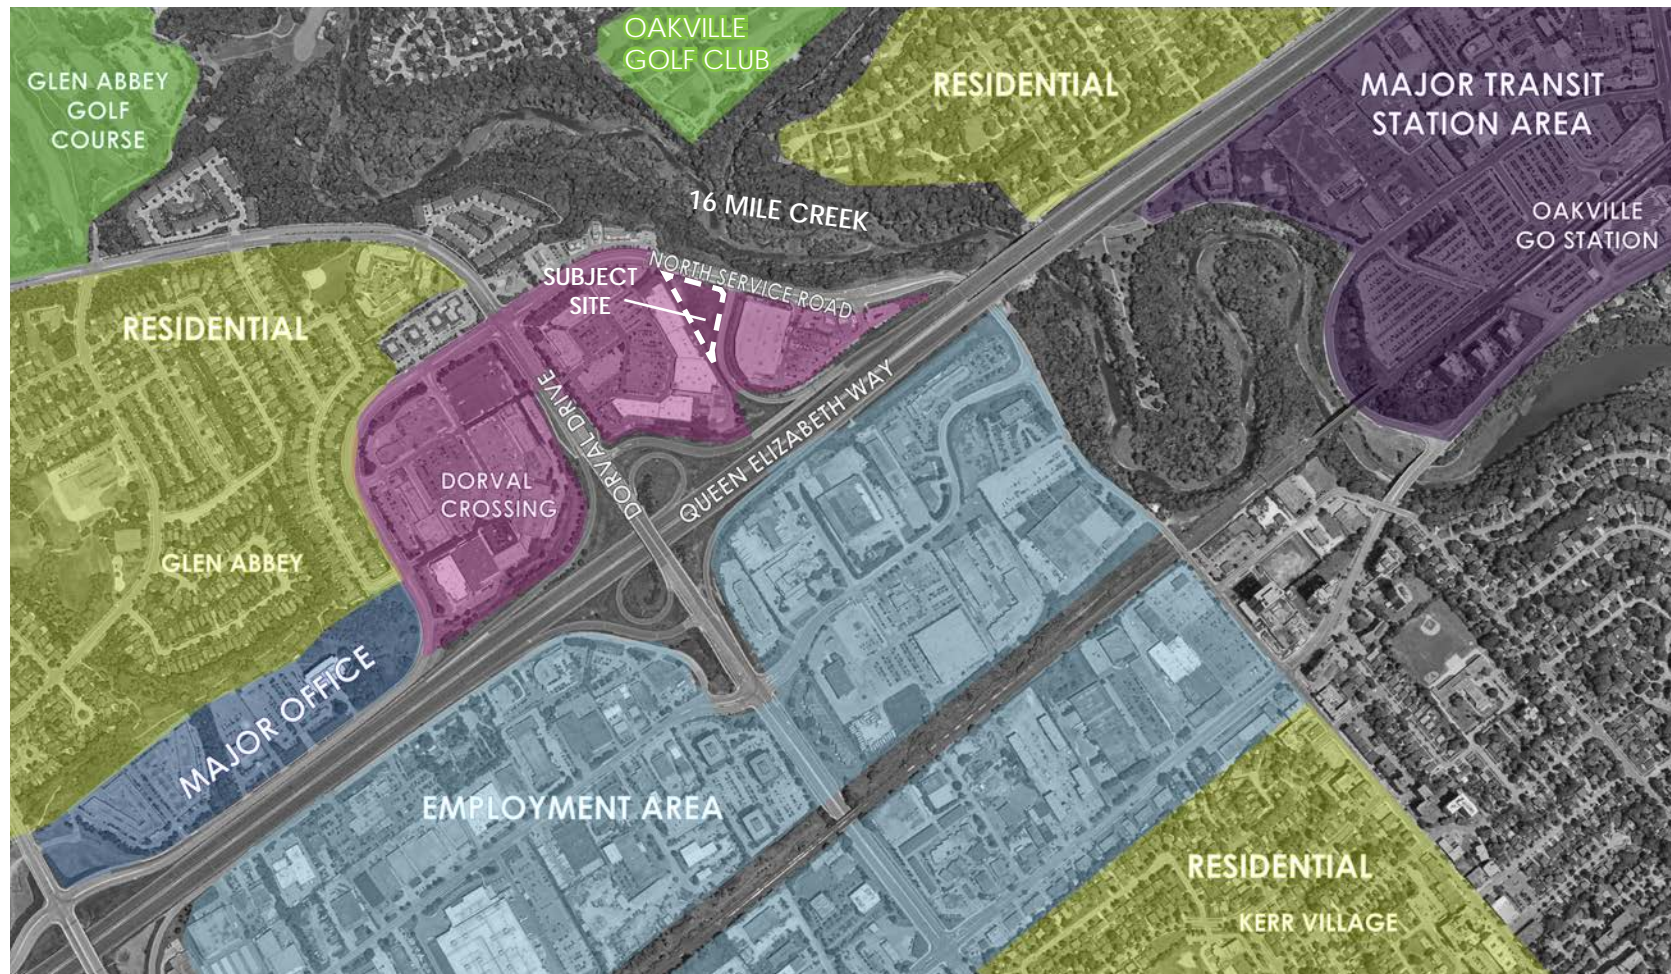 OAKVILLE
GOLF CLUB
GLEN ABBEY
GOLF
COURSE
RESIDENTIAL
MAJOR TRANSIT
STATION AREA
16 MILE CREEK
OAKVILLE
GO STATION
NORTH SERVICE ROAD
SUBJECT
SITE
RESIDENTIAL
DORVAL DRIVE
QUEEN ELIZABETH WAY
DORVAL
CROSSING
GLEN ABBEY
MAJOR OFFICE
EMPLOYMENT AREA
RESIDENTIAL
KERR VILLAGE